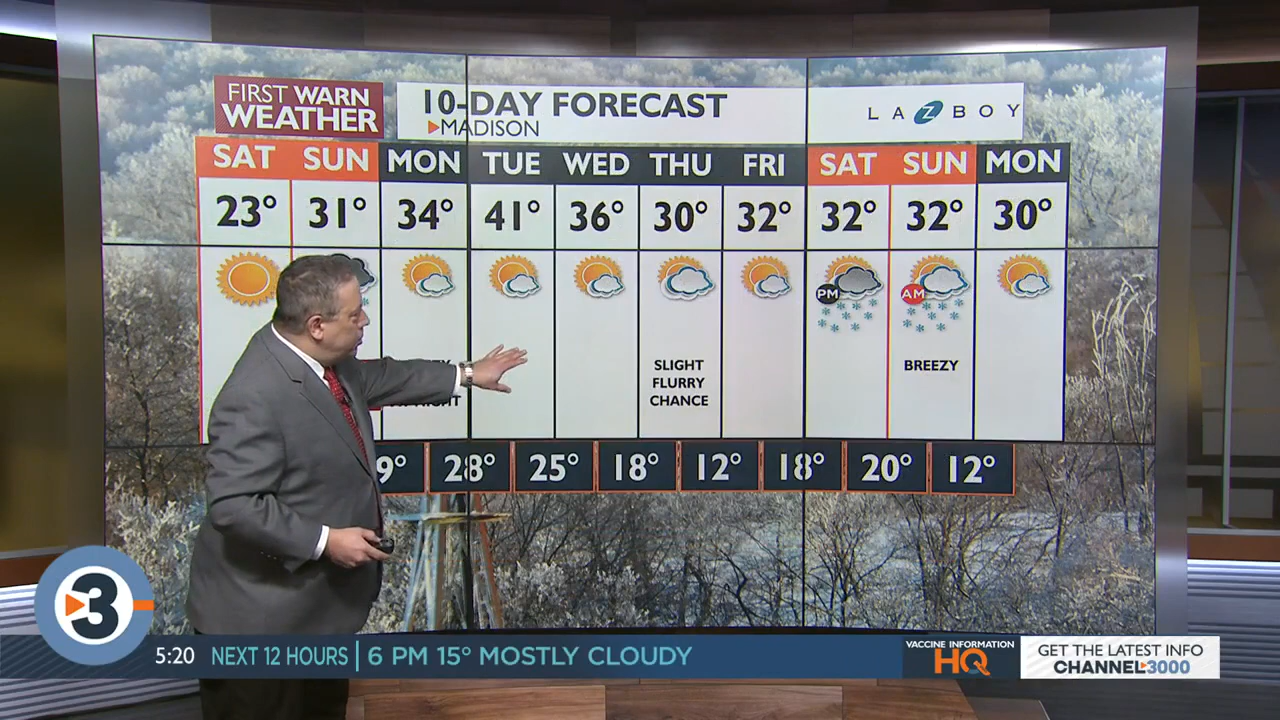 FIRST WARN
WEATHER
10-DAY FORECAST
MADISON
LA Z BOY
SAT SUN MON TUE WED THU FRI SAT SUN MON
23° 31° 34° 41° 36° 30° 32° 32° 32° 30°
PM AM
SLIGHT
FLURRY
CHANCE
BREEZY
9° 28° 25° 18° 12° 18° 20° 12°
3
5:20 NEXT 12 HOURS | 6 PM 15° MOSTLY CLOUDY
VACCINE INFORMATION
HQ
GET THE LATEST INFO
CHANNEL3000